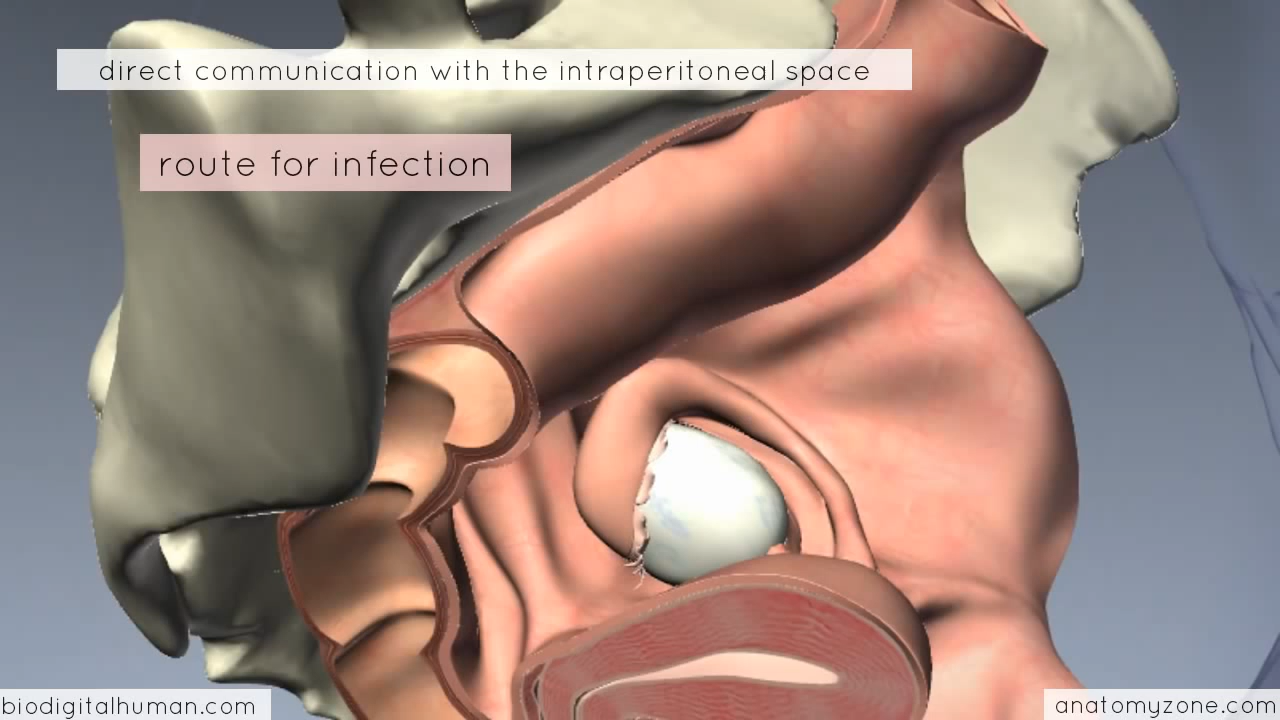 direct communication with the intraperitoneal space
route for infection
biodigitalhuman.com
anatomyzone.com